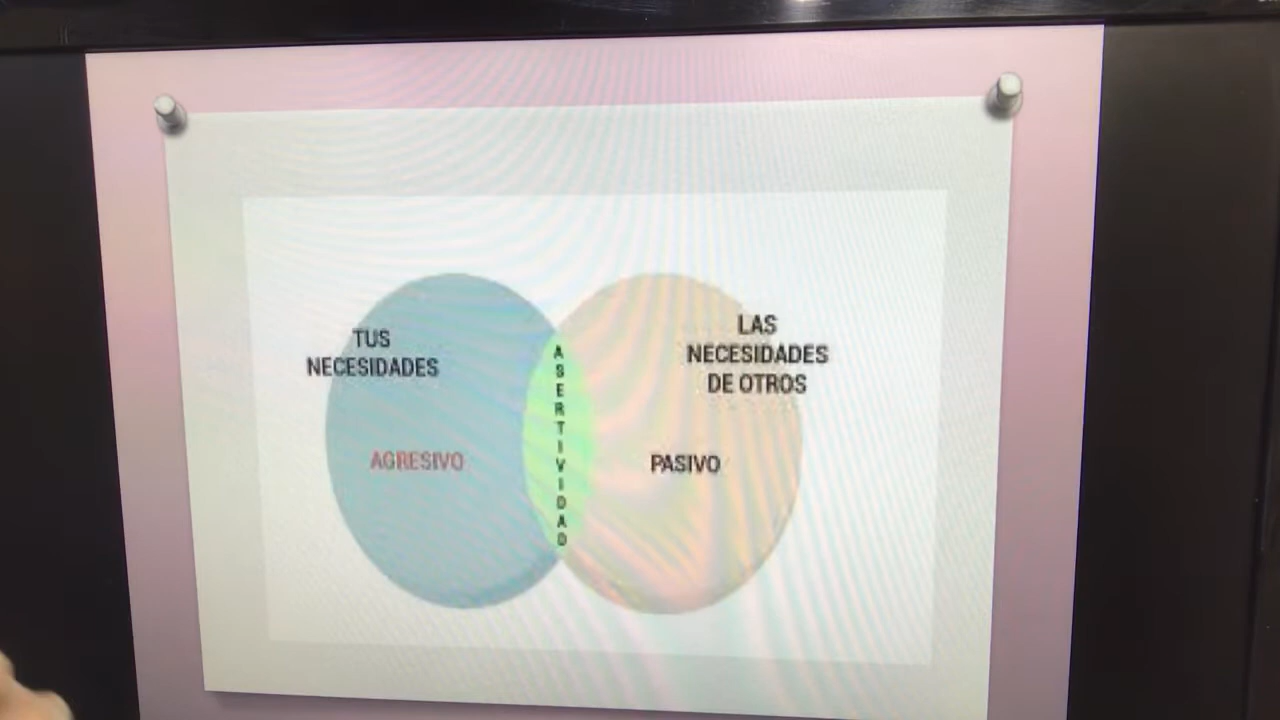 TUS
NECESIDADES
AGRESIVO
ASERTIVIDAD
LAS
NECESIDADES
DE OTROS
PASIVO